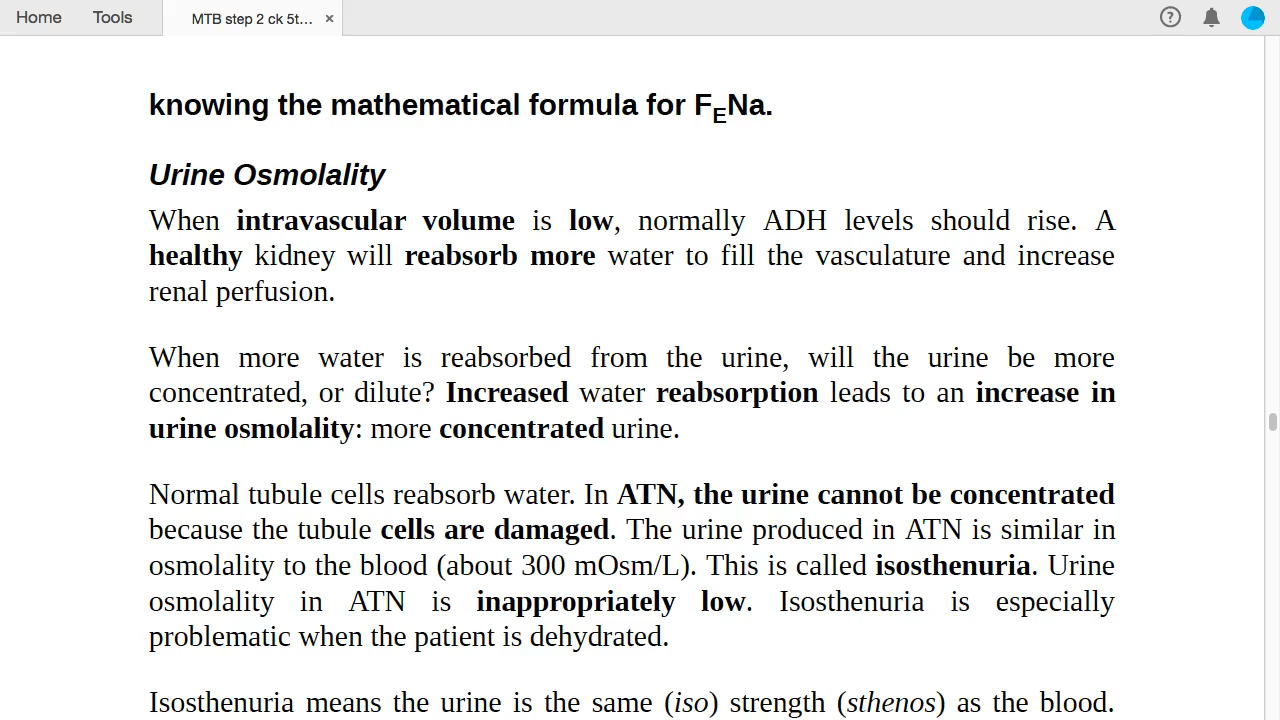 Home Tools MTB step 2 ck 5t... ×
knowing the mathematical formula for FENa.
Urine Osmolality
When intravascular volume is low, normally ADH levels should rise. A
healthy kidney will reabsorb more water to fill the vasculature and increase
renal perfusion.
When more water is reabsorbed from the urine, will the urine be more
concentrated, or dilute? Increased water reabsorption leads to an increase in
urine osmolality: more concentrated urine.
Normal tubule cells reabsorb water. In ATN, the urine cannot be concentrated
because the tubule cells are damaged. The urine produced in ATN is similar in
osmolality to the blood (about 300 mOsm/L). This is called isosthenuria. Urine
osmolality in ATN is inappropriately low. Isosthenuria is especially
problematic when the patient is dehydrated.
Isosthenuria means the urine is the same (iso) strength (sthenos) as the blood.